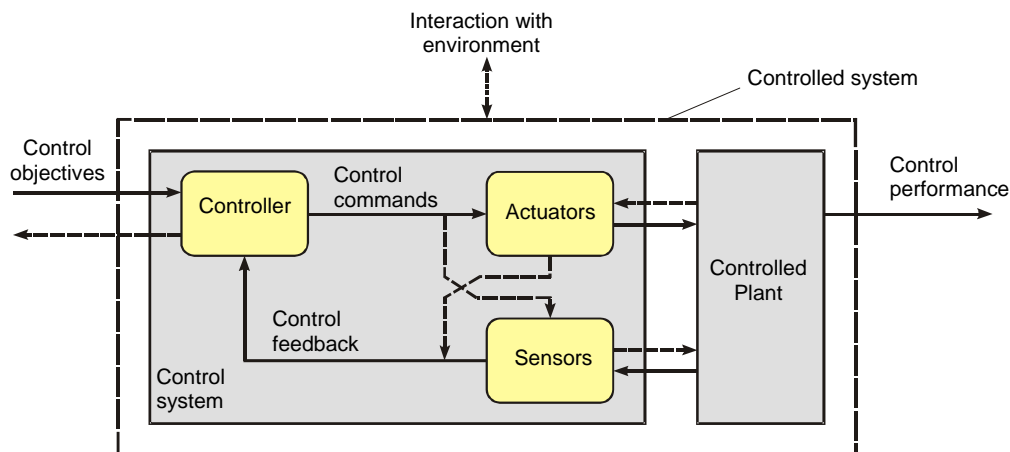 Interaction with
environment
Controlled system
Control
objectives
Controller
Control
commands
Actuators
Control
performance
Controlled
Plant
Control
feedback
Sensors
Control
system